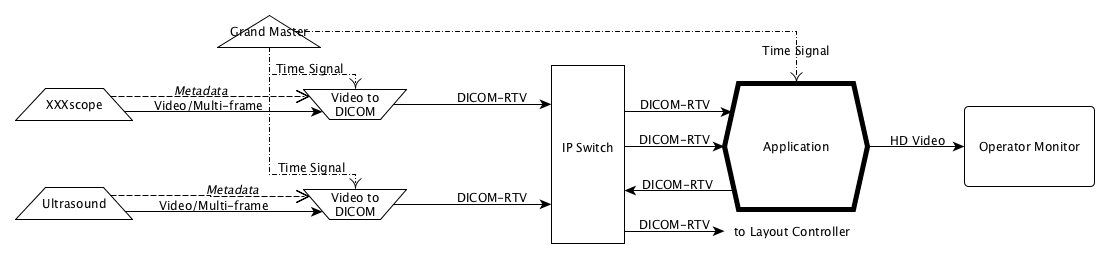 Grand Master
Time Signal
Time Signal
Metadata
XXXscope
Video/Multi-frame
Video to
DICOM
DICOM-RTV
DICOM-RTV
IP Switch
DICOM-RTV
Application
HD Video
Operator Monitor
Time Signal
Metadata
Ultrasound
Video/Multi-frame
Video to
DICOM
DICOM-RTV
DICOM-RTV
DICOM-RTV
to Layout Controller